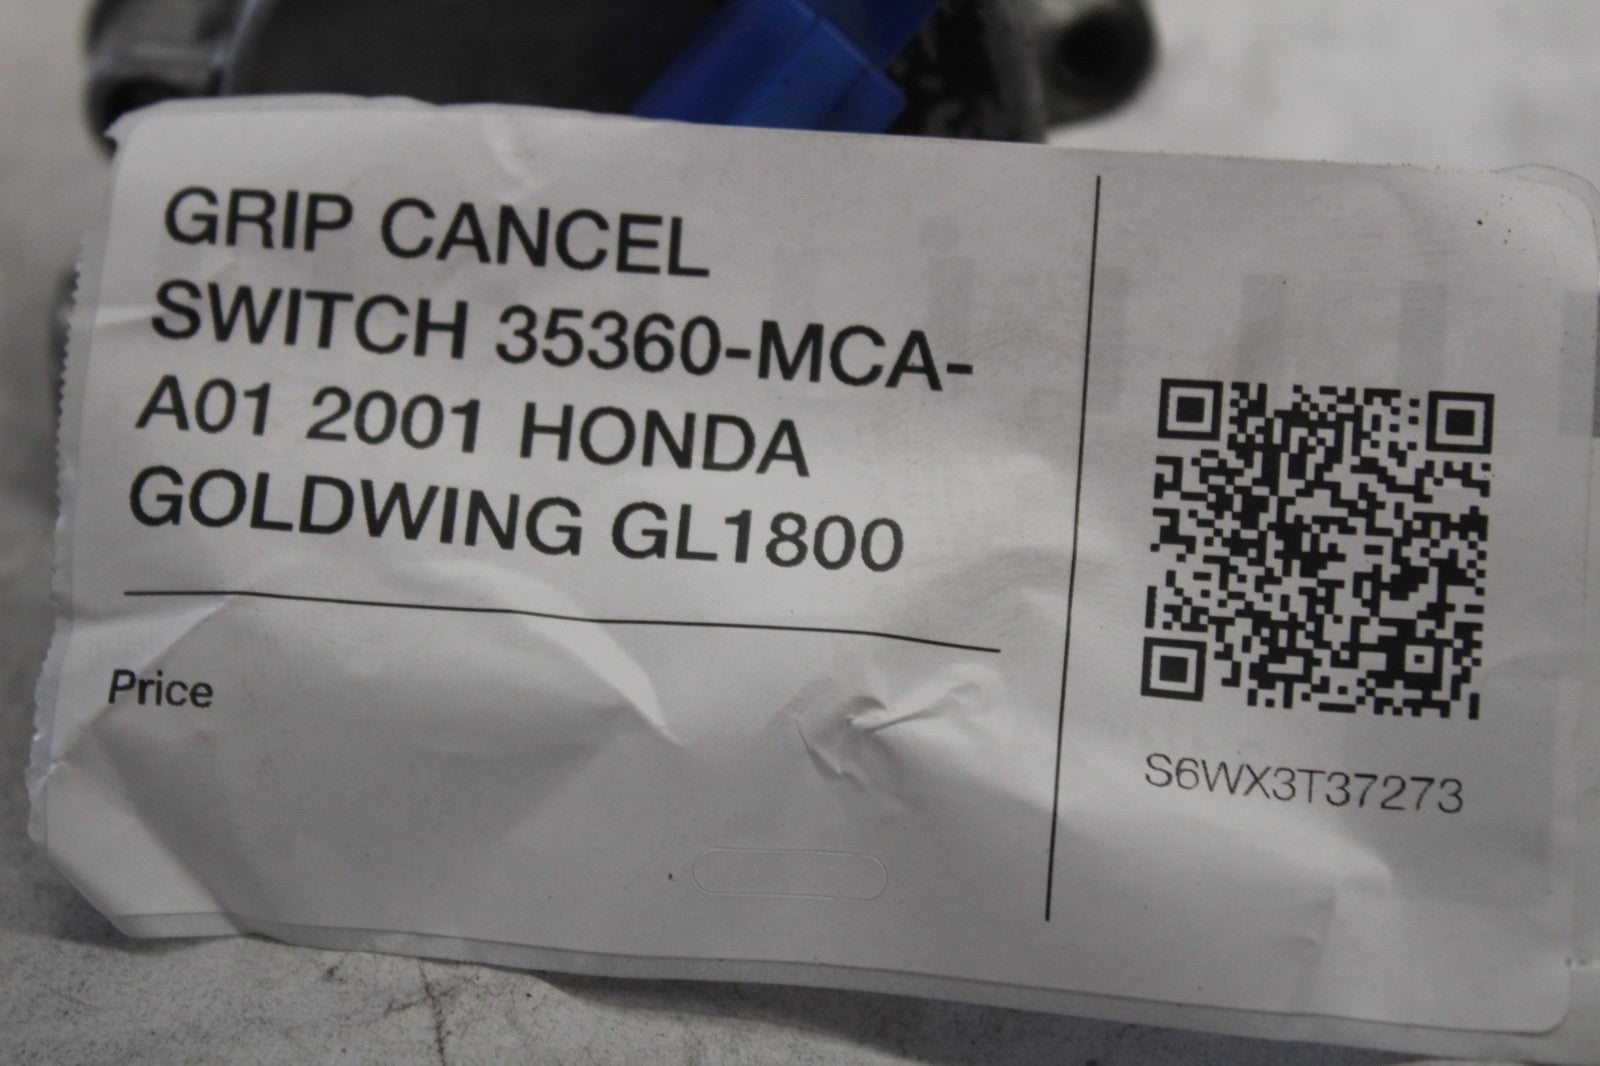 GRIP CANCEL
SWITCH 35360-MCA-
A01 2001 HONDA
GOLDWING GL1800
Price
S6WX3T37273